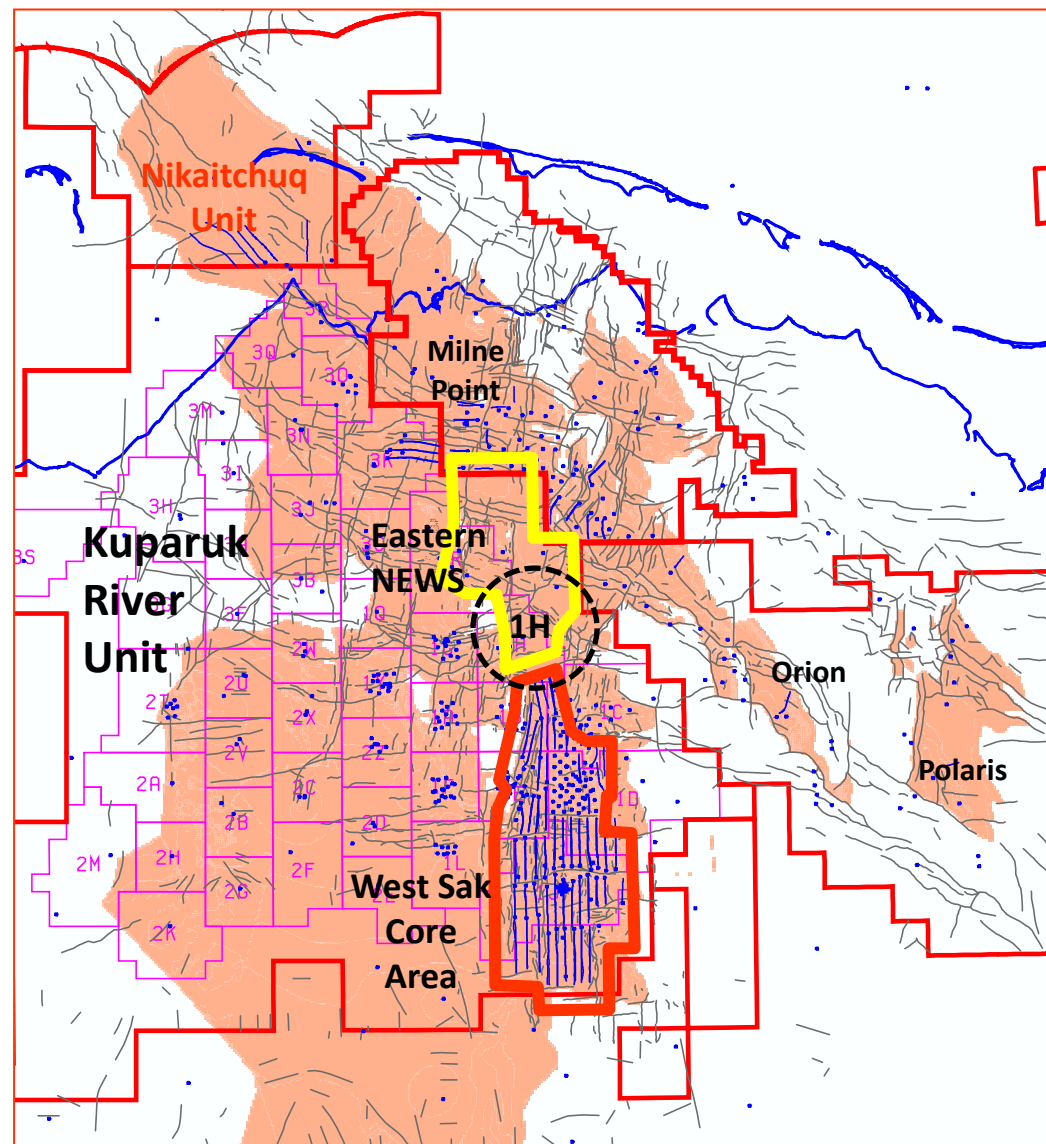 Nikaitchuq
Unit
3Q
3O
Milne
Point
3M
3N
3R
3I
3H
3J
Eastern
NEWS
Kuparuk
River
Unit
3S
3B
3F
1Q
2W
1H
2U
Orion
2T
2X
1C
2V
2Z
Polaris
2A
2C
1D
2B
2D
2M
2H
2F
1L
2G
West Sak
Core
Area
2K